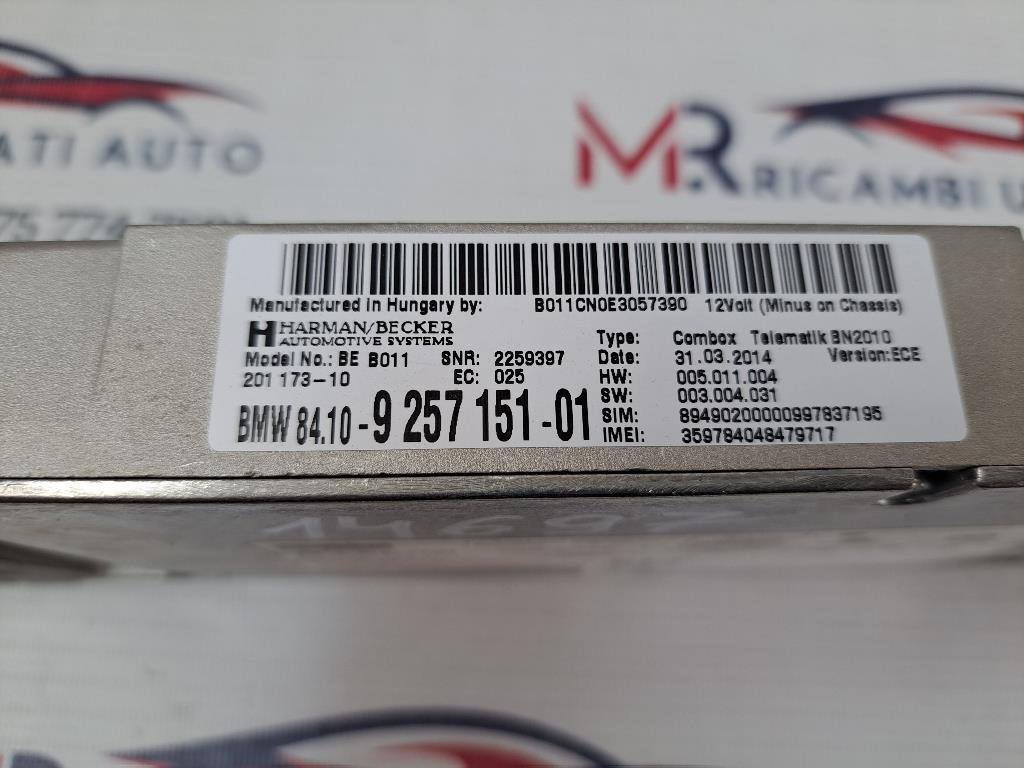 ATI AUTO
MR RICAMBI U
Manufactured in Hungary by: B011CN0E3057390 12Volt (Minus on Chassis)
HARMAN/BECKER
AUTOMOTIVE SYSTEMS
Type: Combox Telematik BN2010
Model No.: BE B011 SNR: 2259397 Date: 31.03.2014 Version:ECE
201 173-10 EC: 025 HW: 005.011.004
SW: 003.004.031
BMW 84.10-9 257 151-01 SIM: 89490200000997837195
IMEI: 359784048479717
14697